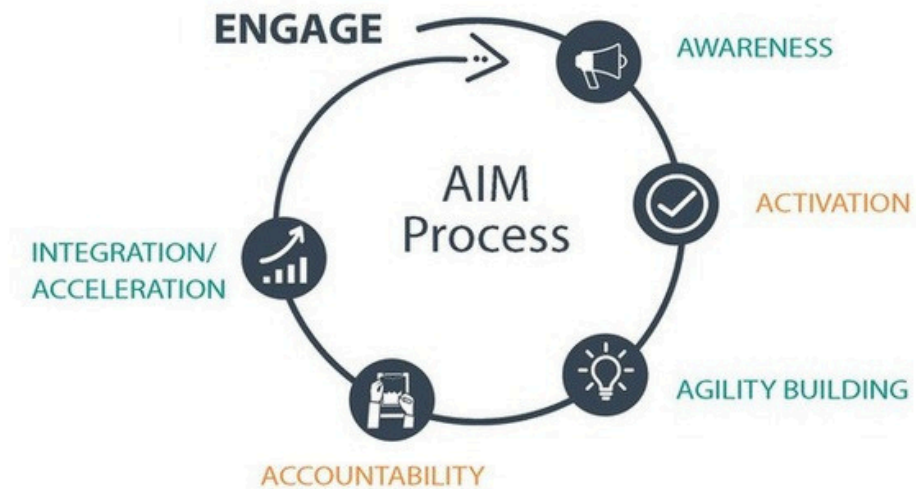 ENGAGE
AWARENESS
AIM
Process
ACTIVATION
INTEGRATION/
ACCELERATION
AGILITY BUILDING
ACCOUNTABILITY